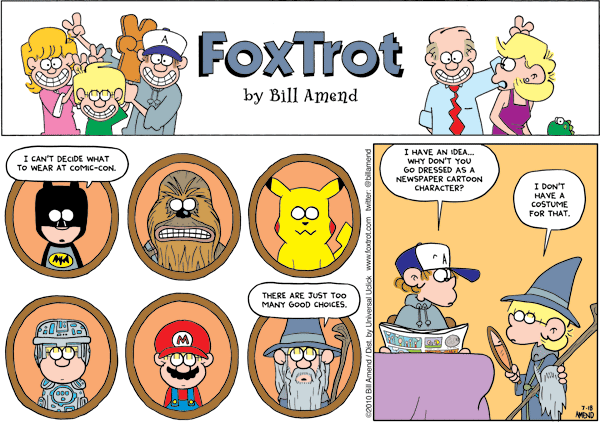 FoxTrot
by Bill Amend
I CAN'T DECIDE WHAT
TO WEAR AT COMIC-CON.
THERE ARE JUST TOO
MANY GOOD CHOICES.
M
©2010 Bill Amend / Dist. by Universal Uclick www.foxtrot.com twitter: @billamend
I HAVE AN IDEA...
WHY DON'T YOU
GO DRESSED AS A
NEWSPAPER CARTOON
CHARACTER?
I DON'T
HAVE A
COSTUME
FOR THAT.
A
7-18
AMEND